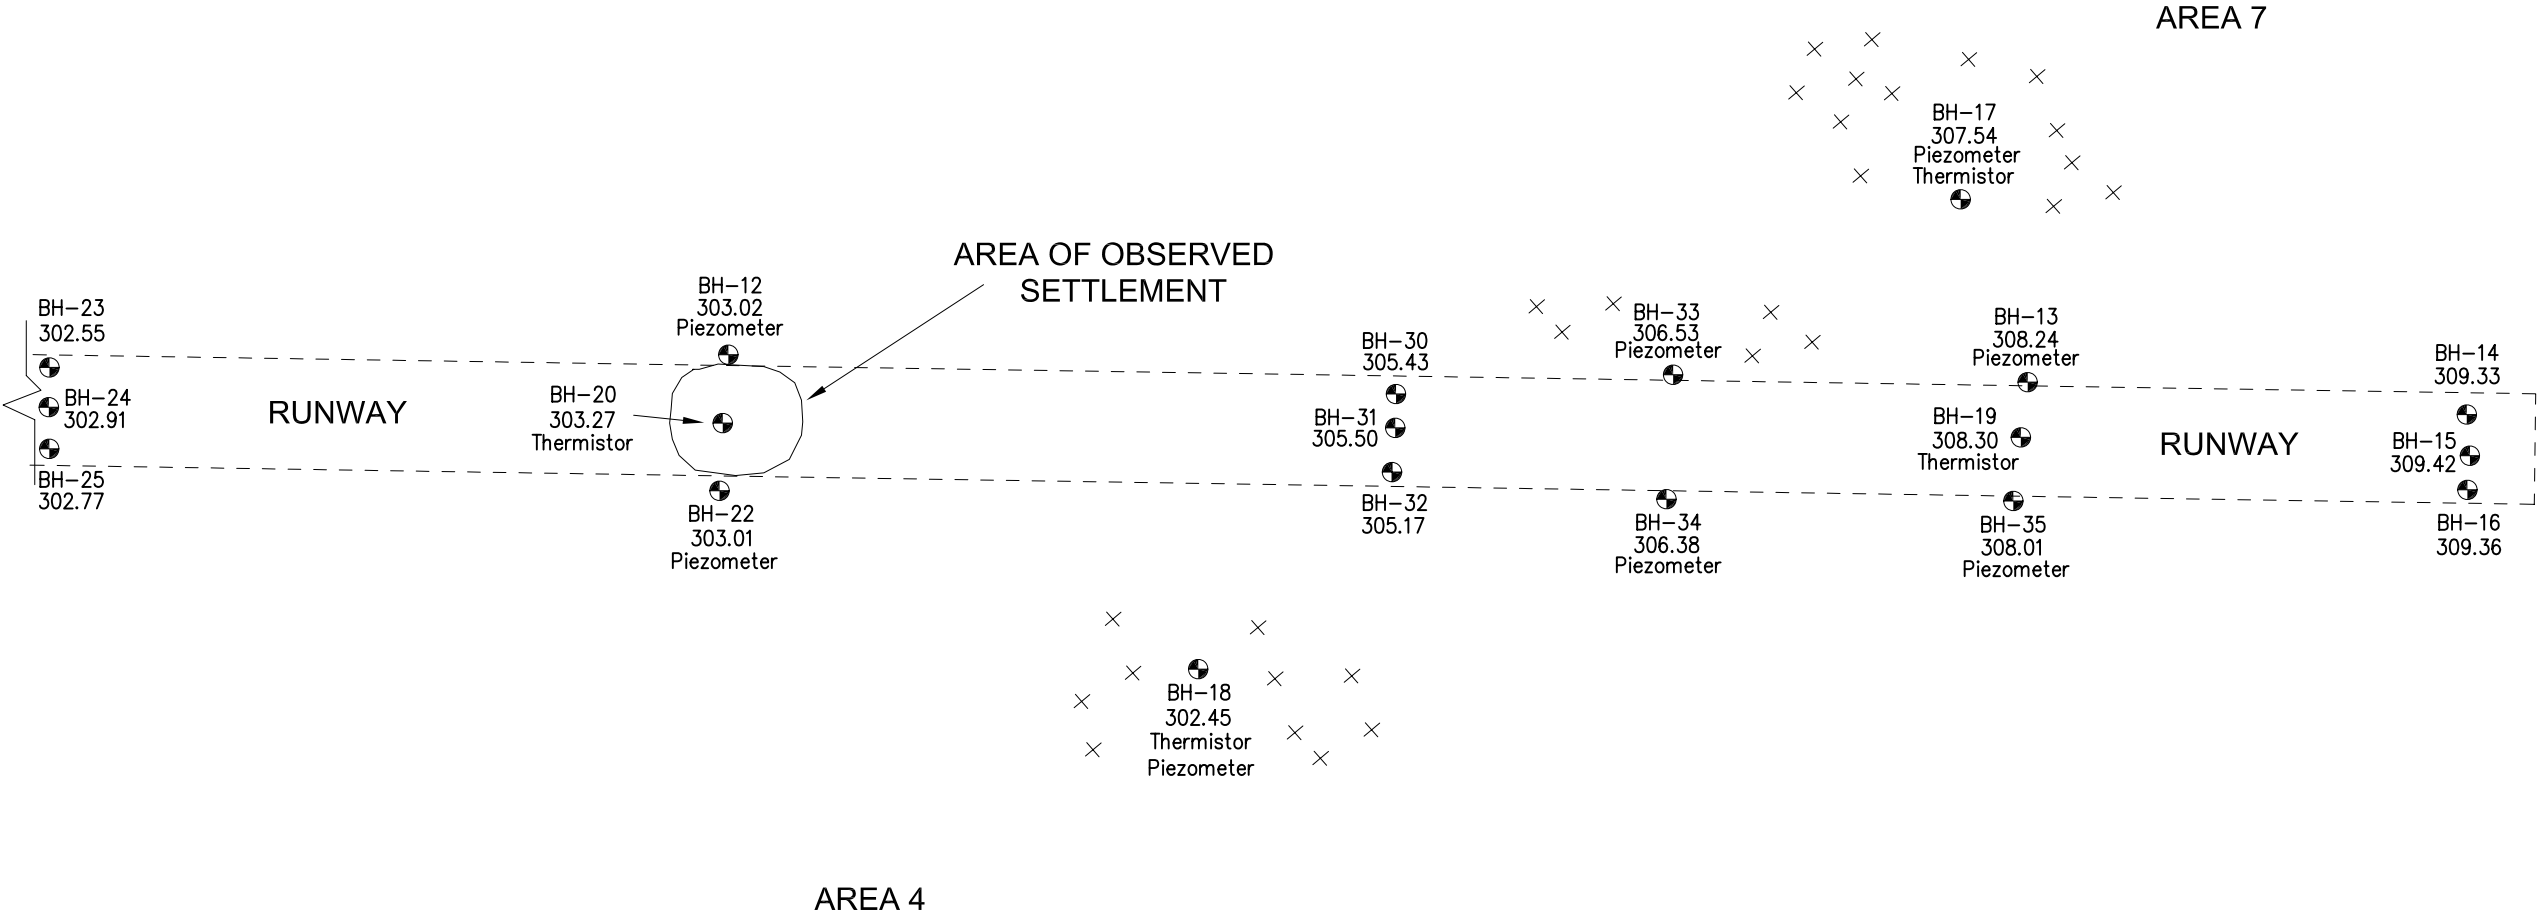 AREA 7
BH-17
307.54
Piezometer
Thermistor
AREA OF OBSERVED
SETTLEMENT
BH-23
302.55
BH-12
303.02
Piezometer
BH-30
305.43
BH-33
306.53
Piezometer
BH-13
308.24
Piezometer
BH-14
309.33
BH-24
302.91
RUNWAY
BH-20
303.27
Thermistor
BH-31
305.50
BH-19
308.30
Thermistor
RUNWAY
BH-15
309.42
BH-25
302.77
BH-22
303.01
Piezometer
BH-32
305.17
BH-34
306.38
Piezometer
BH-35
308.01
Piezometer
BH-16
309.36
BH-18
302.45
Thermistor
Piezometer
AREA 4